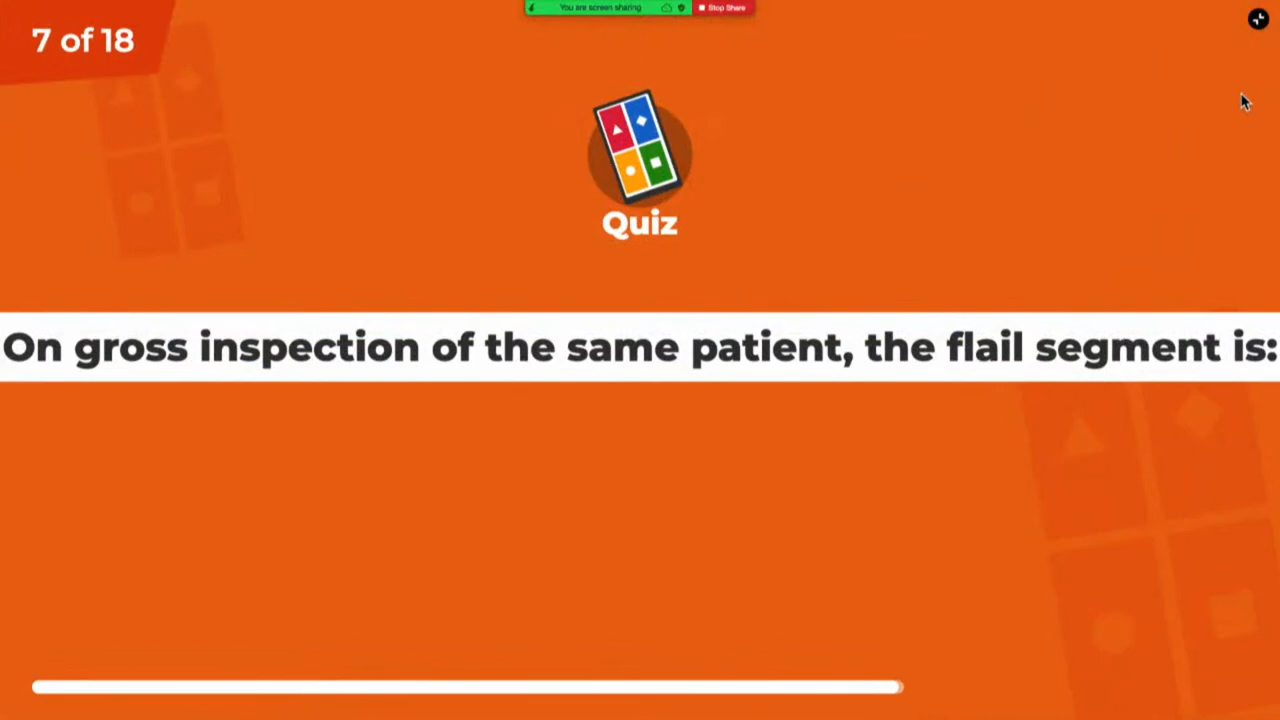 You are screen sharing
Stop Share
7 of 18
Quiz
On gross inspection of the same patient, the flail segment is: